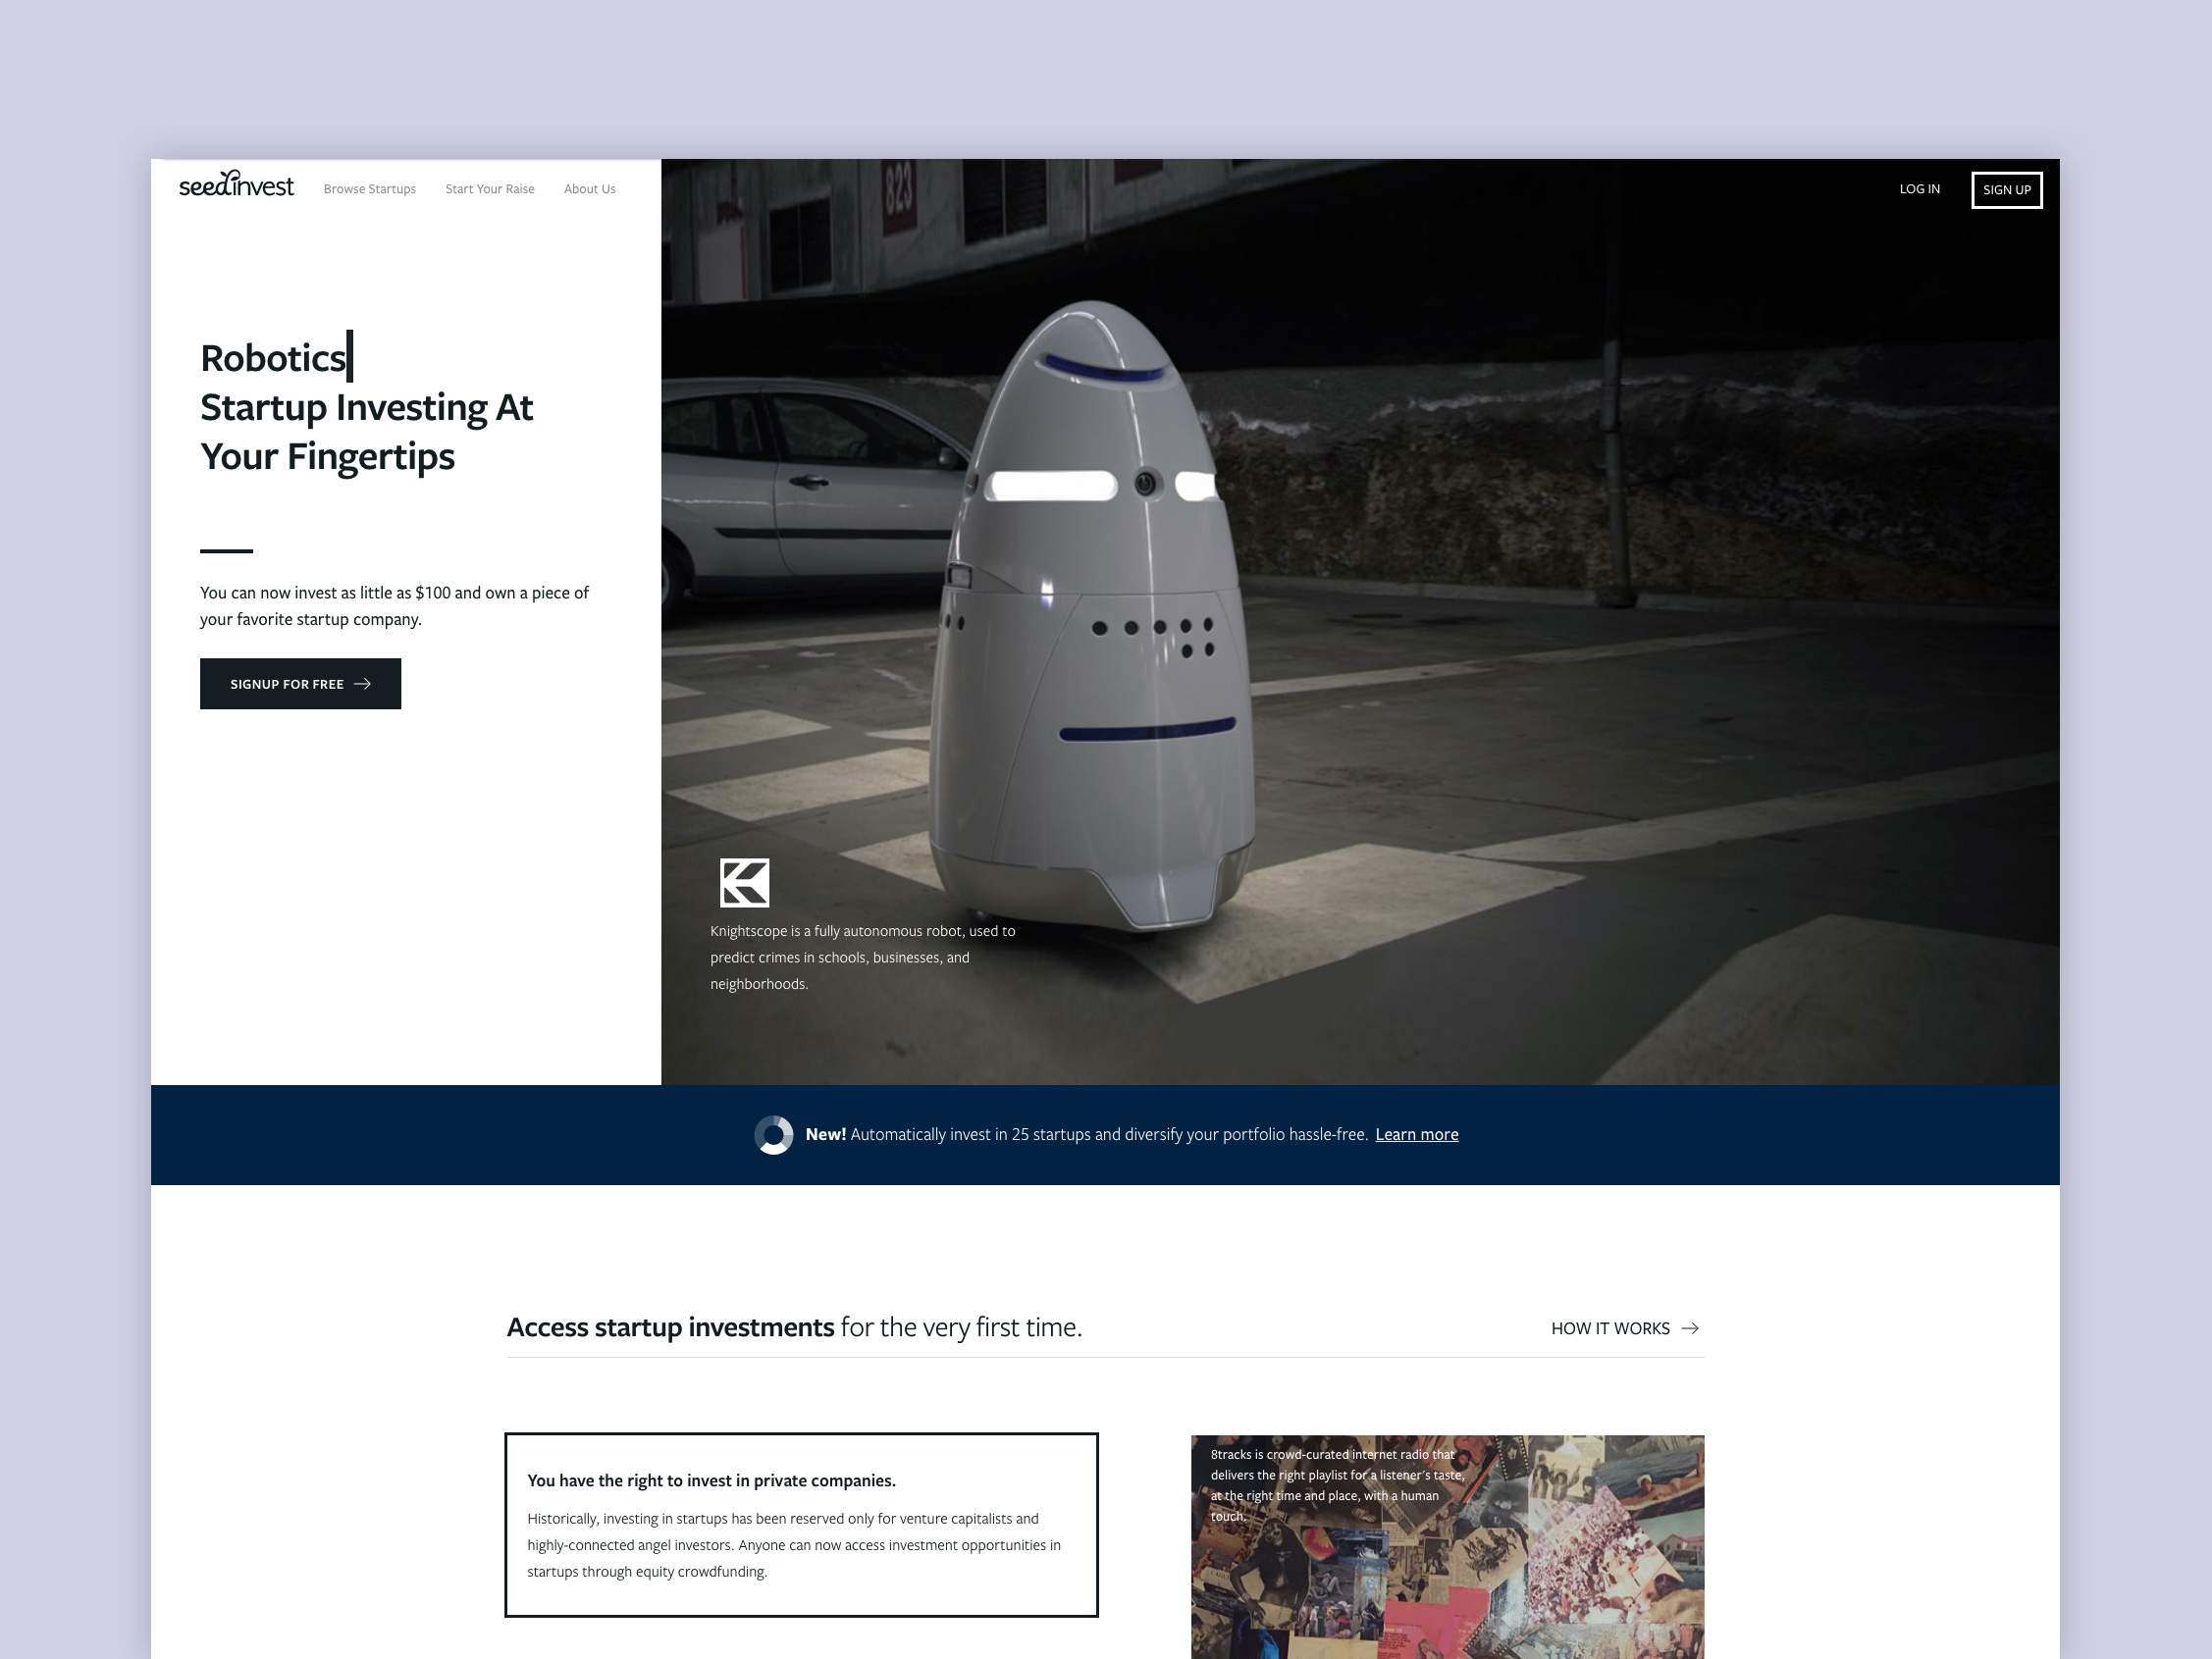 seedinvest Browse Startups Start Your Raise About Us LOG IN SIGN UP
823
Robotics
Startup Investing At
Your Fingertips
You can now invest as little as $100 and own a piece of
your favorite startup company.
SIGNUP FOR FREE
Knightscope is a fully autonomous robot, used to
predict crimes in schools, businesses, and
neighborhoods.
New! Automatically invest in 25 startups and diversify your portfolio hassle-free. Learn more
Access startup investments for the very first time.
HOW IT WORKS
You have the right to invest in private companies.
Historically, investing in startups has been reserved only for venture capitalists and
highly-connected angel investors. Anyone can now access investment opportunities in
startups through equity crowdfunding.
8tracks is crowd-curated internet radio that
delivers the right playlist for a listener's taste,
at the right time and place, with a human
touch.